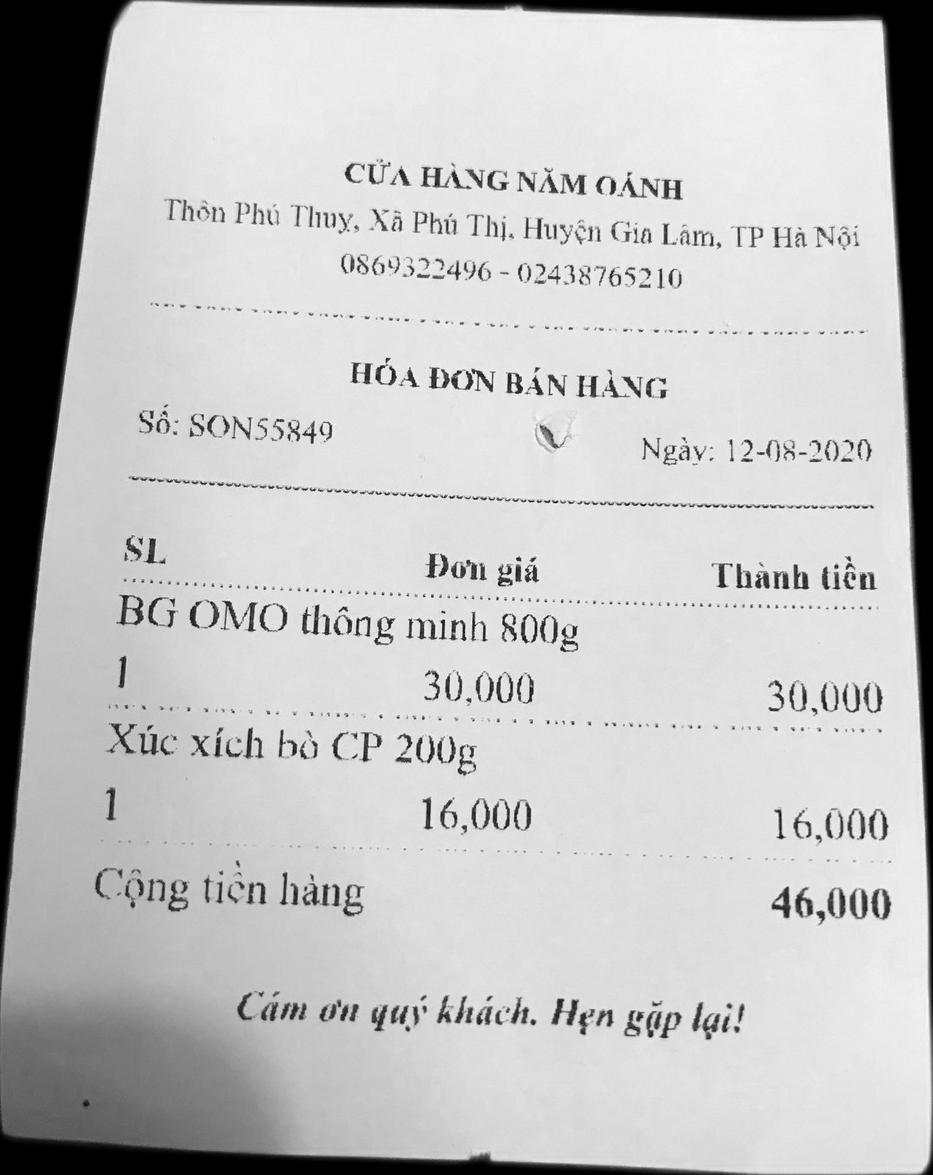 CỬA HÀNG NĂM OÁNH
Thôn Phú Thuỵ, Xã Phú Thị, Huyện Gia Lâm, TP Hà Nội
0869322496 - 02438765210
HÓA ĐƠN BÁN HÀNG
Số: SON55849 Ngày: 12-08-2020
SL Đơn giá Thành tiền
BG OMO thông minh 800g
1 30,000 30,000
Xúc xích bò CP 200g
1 16,000 16,000
Cộng tiền hàng 46,000
Cám ơn quý khách. Hẹn gặp lại!